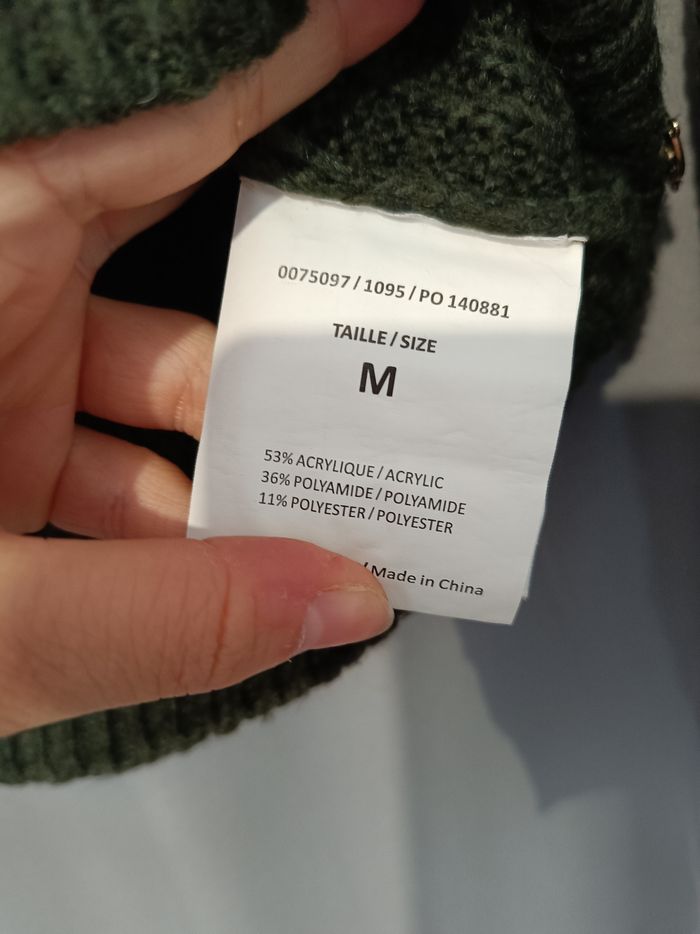 0075097 / 1095 / PO 140881
TAILLE / SIZE
M
53% ACRYLIQUE / ACRYLIC
36% POLYAMIDE / POLYAMIDE
11% POLYESTER / POLYESTER
/ Made in China